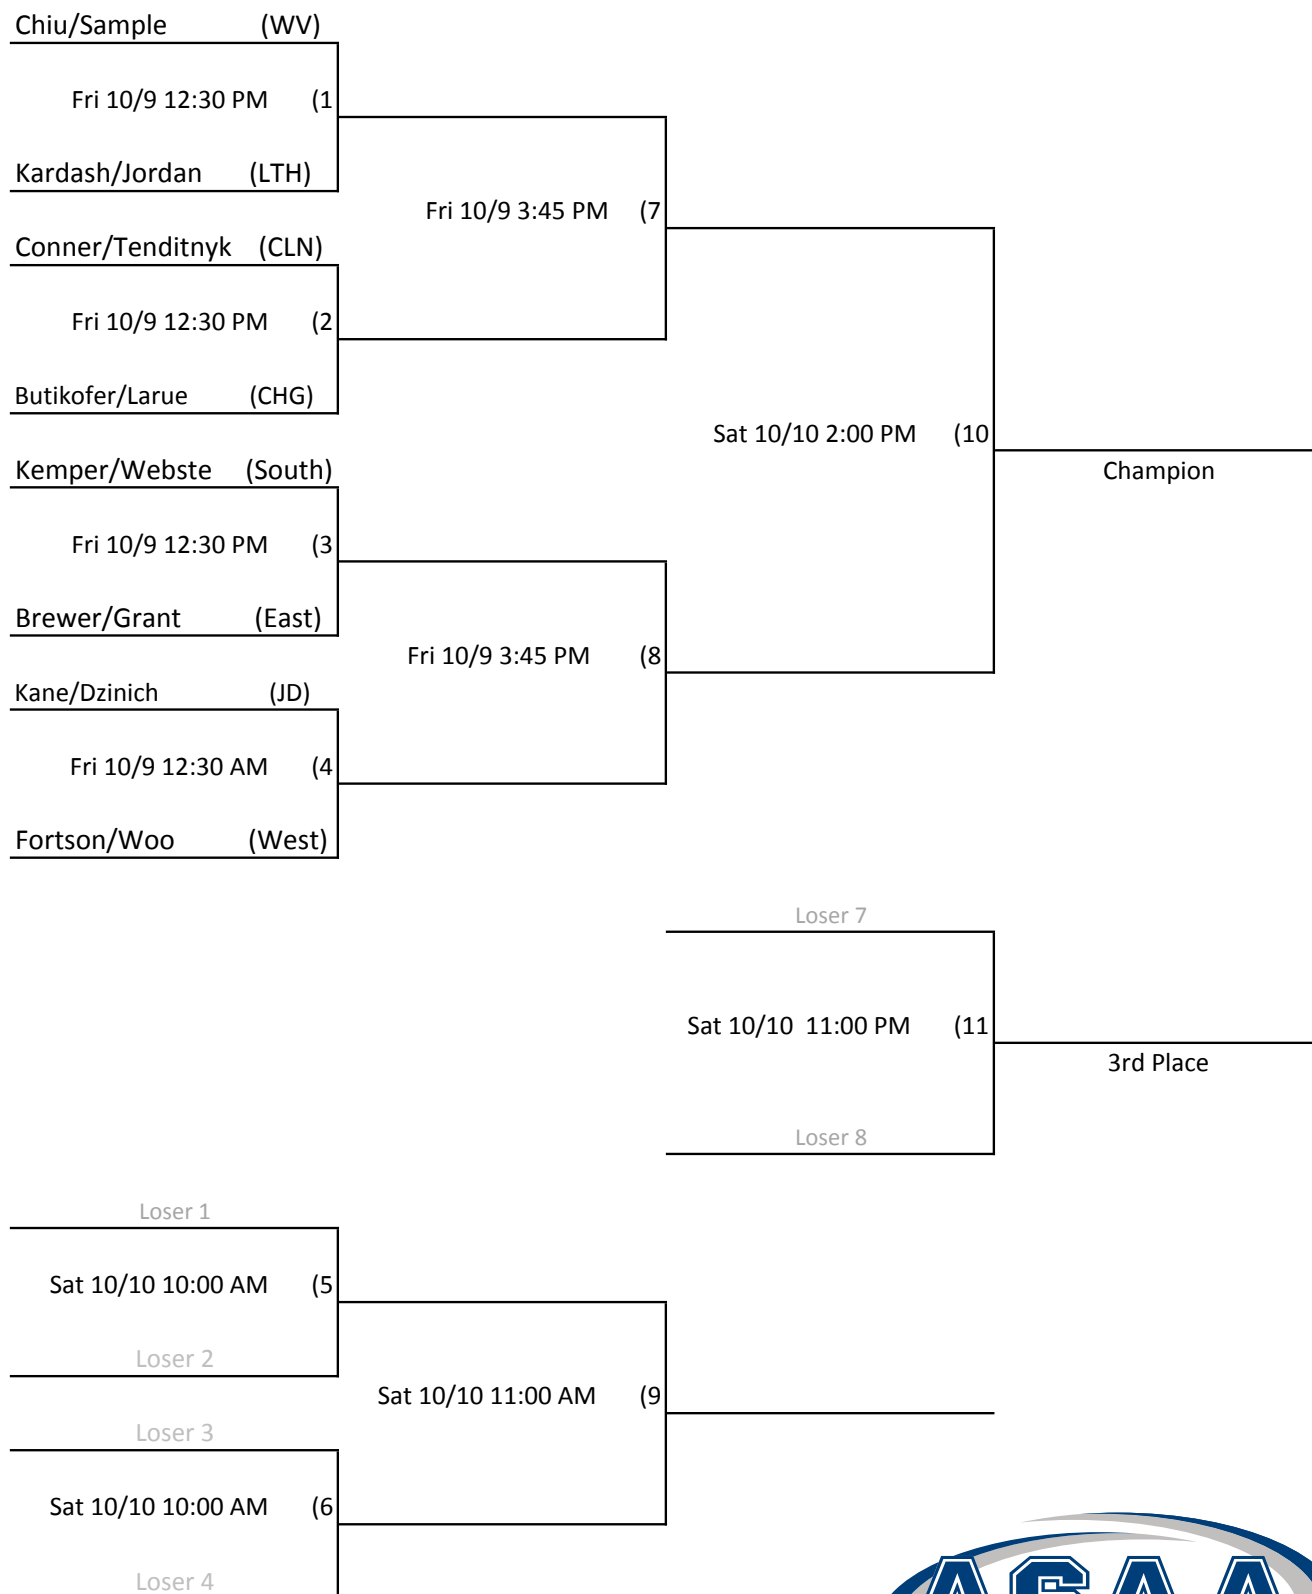 Chiu/Sample (WV)
Fri 10/9 12:30 PM (1
Kardash/Jordan (LTH)
Fri 10/9 3:45 PM (7
Conner/Tenditnyk (CLN)
Fri 10/9 12:30 PM (2
Butikofer/Larue (CHG)
Sat 10/10 2:00 PM (10
Champion
Kemper/Webste (South)
Fri 10/9 12:30 PM (3
Brewer/Grant (East)
Fri 10/9 3:45 PM (8
Kane/Dzinich (JD)
Fri 10/9 12:30 AM (4
Fortson/Woo (West)
Loser 7
Sat 10/10 11:00 PM (11
3rd Place
Loser 8
Loser 1
Sat 10/10 10:00 AM (5
Loser 2
Sat 10/10 11:00 AM (9
Loser 3
Sat 10/10 10:00 AM (6
Loser 4
ASAA